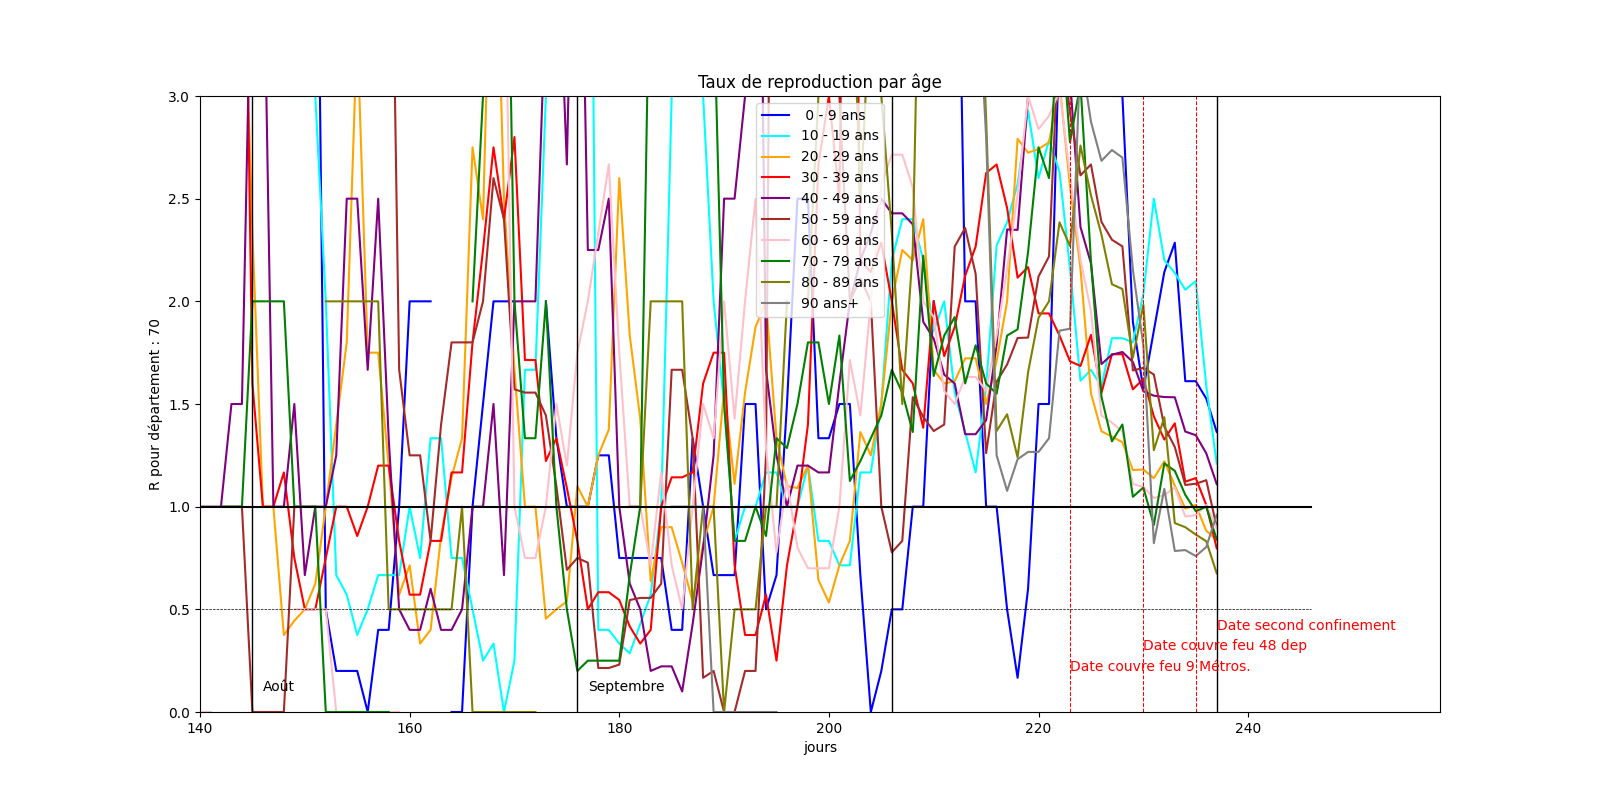 Taux de reproduction par âge
R pour département : 70
3.0
2.5
2.0
1.5
1.0
0.5
0.0
0 - 9 ans
10 - 19 ans
20 - 29 ans
30 - 39 ans
40 - 49 ans
50 - 59 ans
60 - 69 ans
70 - 79 ans
80 - 89 ans
90 ans+
Date second confinement
Date couvre feu 48 dep
Date couvre feu 9 Métros.
Août
Septembre
140
160
180
200
220
240
jours